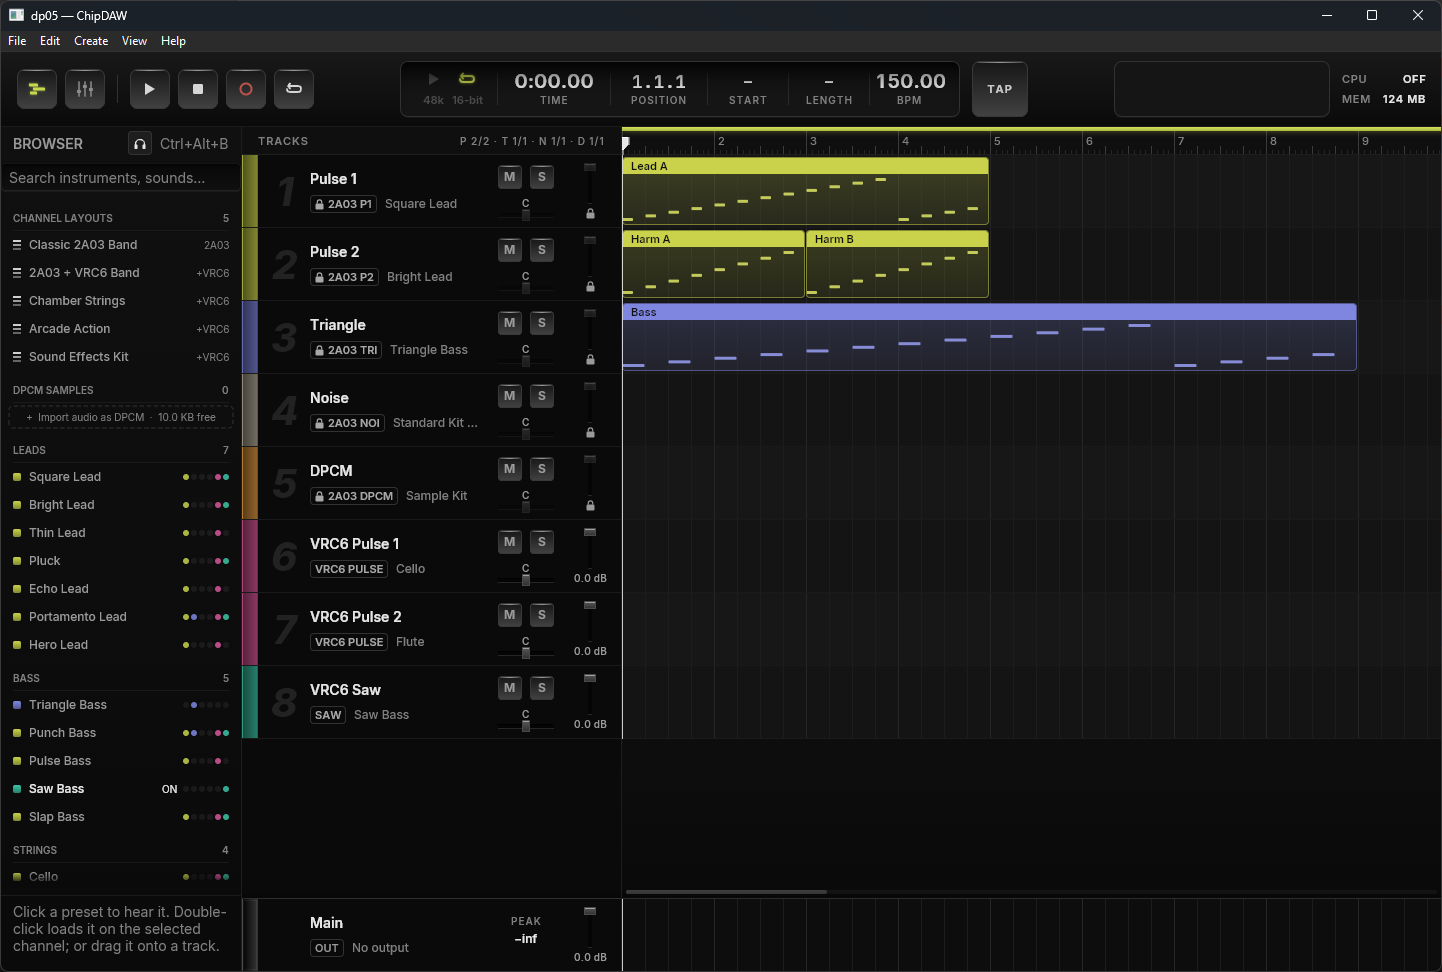 dp05 — ChipDAW
File Edit Create View Help
48k 16-bit
0:00.00 TIME
1.1.1 POSITION
– START
– LENGTH
150.00 BPM
TAP
CPU OFF
MEM 124 MB
BROWSER Ctrl+Alt+B
Search instruments, sounds...
CHANNEL LAYOUTS 5
Classic 2A03 Band 2A03
2A03 + VRC6 Band +VRC6
Chamber Strings +VRC6
Arcade Action +VRC6
Sound Effects Kit +VRC6
DPCM SAMPLES 0
+ Import audio as DPCM · 10.0 KB free
LEADS 7
Square Lead
Bright Lead
Thin Lead
Pluck
Echo Lead
Portamento Lead
Hero Lead
BASS 5
Triangle Bass
Punch Bass
Pulse Bass
Saw Bass ON
Slap Bass
STRINGS 4
Cello
Click a preset to hear it. Double-
click loads it on the selected
channel; or drag it onto a track.
TRACKS P 2/2 · T 1/1 · N 1/1 · D 1/1
1 Pulse 1 M S
2A03 P1 Square Lead C
2 Pulse 2 M S
2A03 P2 Bright Lead C
3 Triangle M S
2A03 TRI Triangle Bass C
4 Noise M S
2A03 NOI Standard Kit ... C
5 DPCM M S
2A03 DPCM Sample Kit C
6 VRC6 Pulse 1 M S
VRC6 PULSE Cello C 0.0 dB
7 VRC6 Pulse 2 M S
VRC6 PULSE Flute C 0.0 dB
8 VRC6 Saw M S
SAW Saw Bass C 0.0 dB
Main PEAK
OUT No output –inf 0.0 dB
2 3 4 5 6 7 8 9
Lead A
Harm A Harm B
Bass